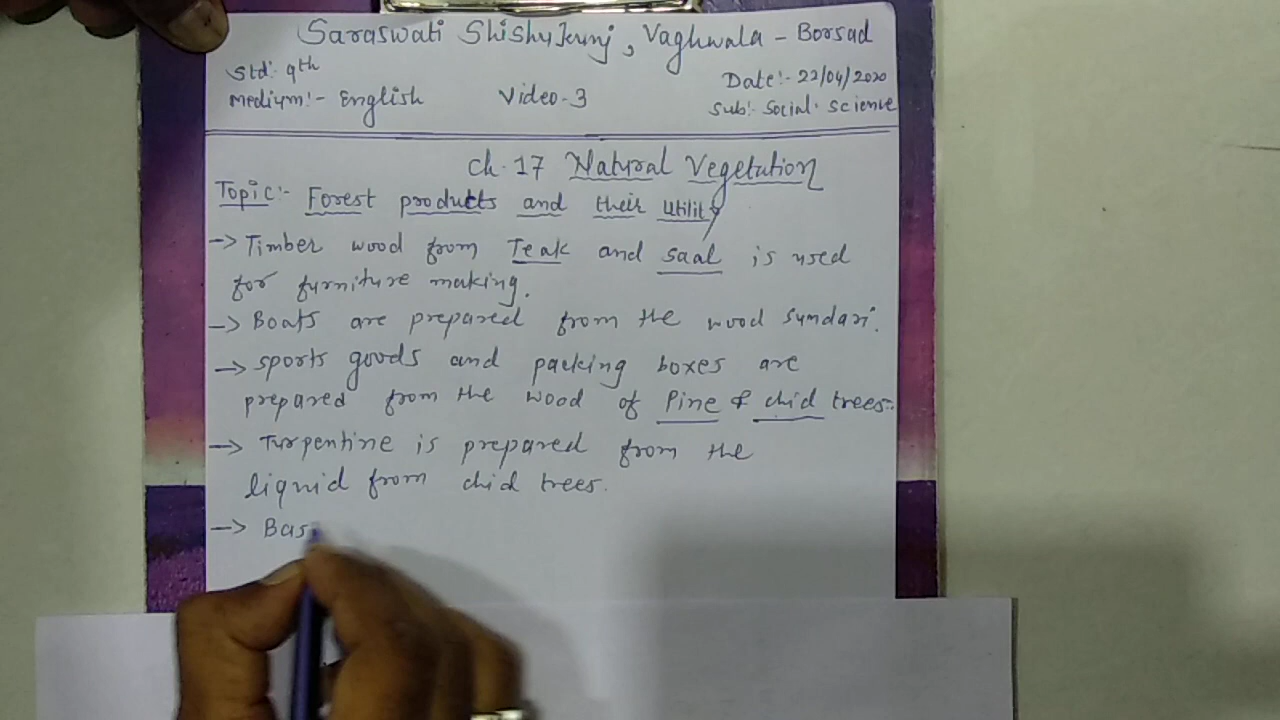 Saraswati Shishukunj, Vaghwala - Borsad
Std:- 9th
Date:- 22/04/2020
Medium:- English
Video-3
Sub:- Social Science
Ch. 17 Natural Vegetation
Topic:- Forest products and their Utility
-> Timber wood from Teak and Saal is used
for furniture making.
-> Boats are prepared from the wood Sundari.
-> Sports goods and packing boxes are
prepared from the wood of Pine & chid trees.
-> Turpentine is prepared from the
liquid from chid trees.
-> Bas